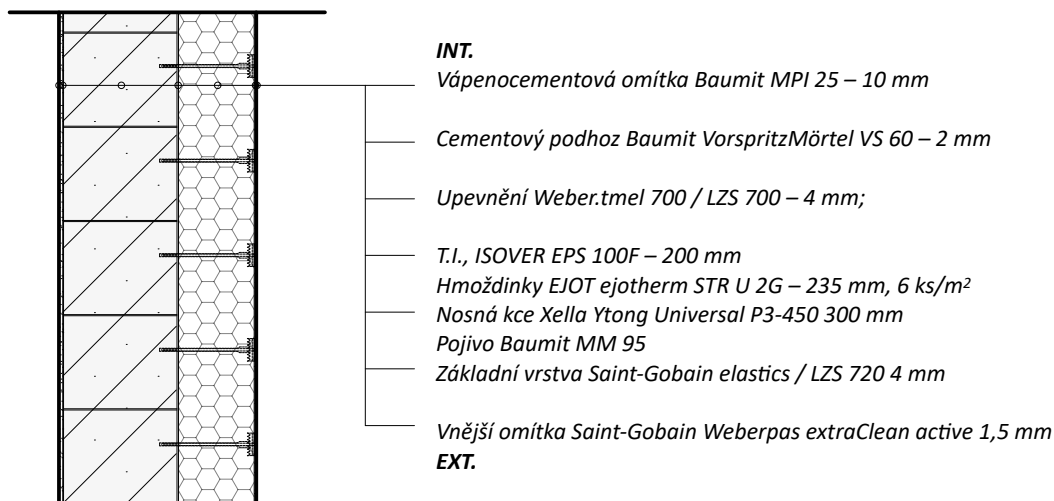 INT.
Vápenocementová omítka Baumit MPI 25 – 10 mm
Cementový podhoz Baumit VorspritzMörtel VS 60 – 2 mm
Upevnění Weber.tmel 700 / LZS 700 – 4 mm;
T.I., ISOVER EPS 100F – 200 mm
Hmoždinky EJOT ejotherm STR U 2G – 235 mm, 6 ks/m²
Nosná kce Xella Ytong Universal P3-450 300 mm
Pojivo Baumit MM 95
Základní vrstva Saint-Gobain elastics / LZS 720 4 mm
Vnější omítka Saint-Gobain Weberpas extraClean active 1,5 mm
EXT.